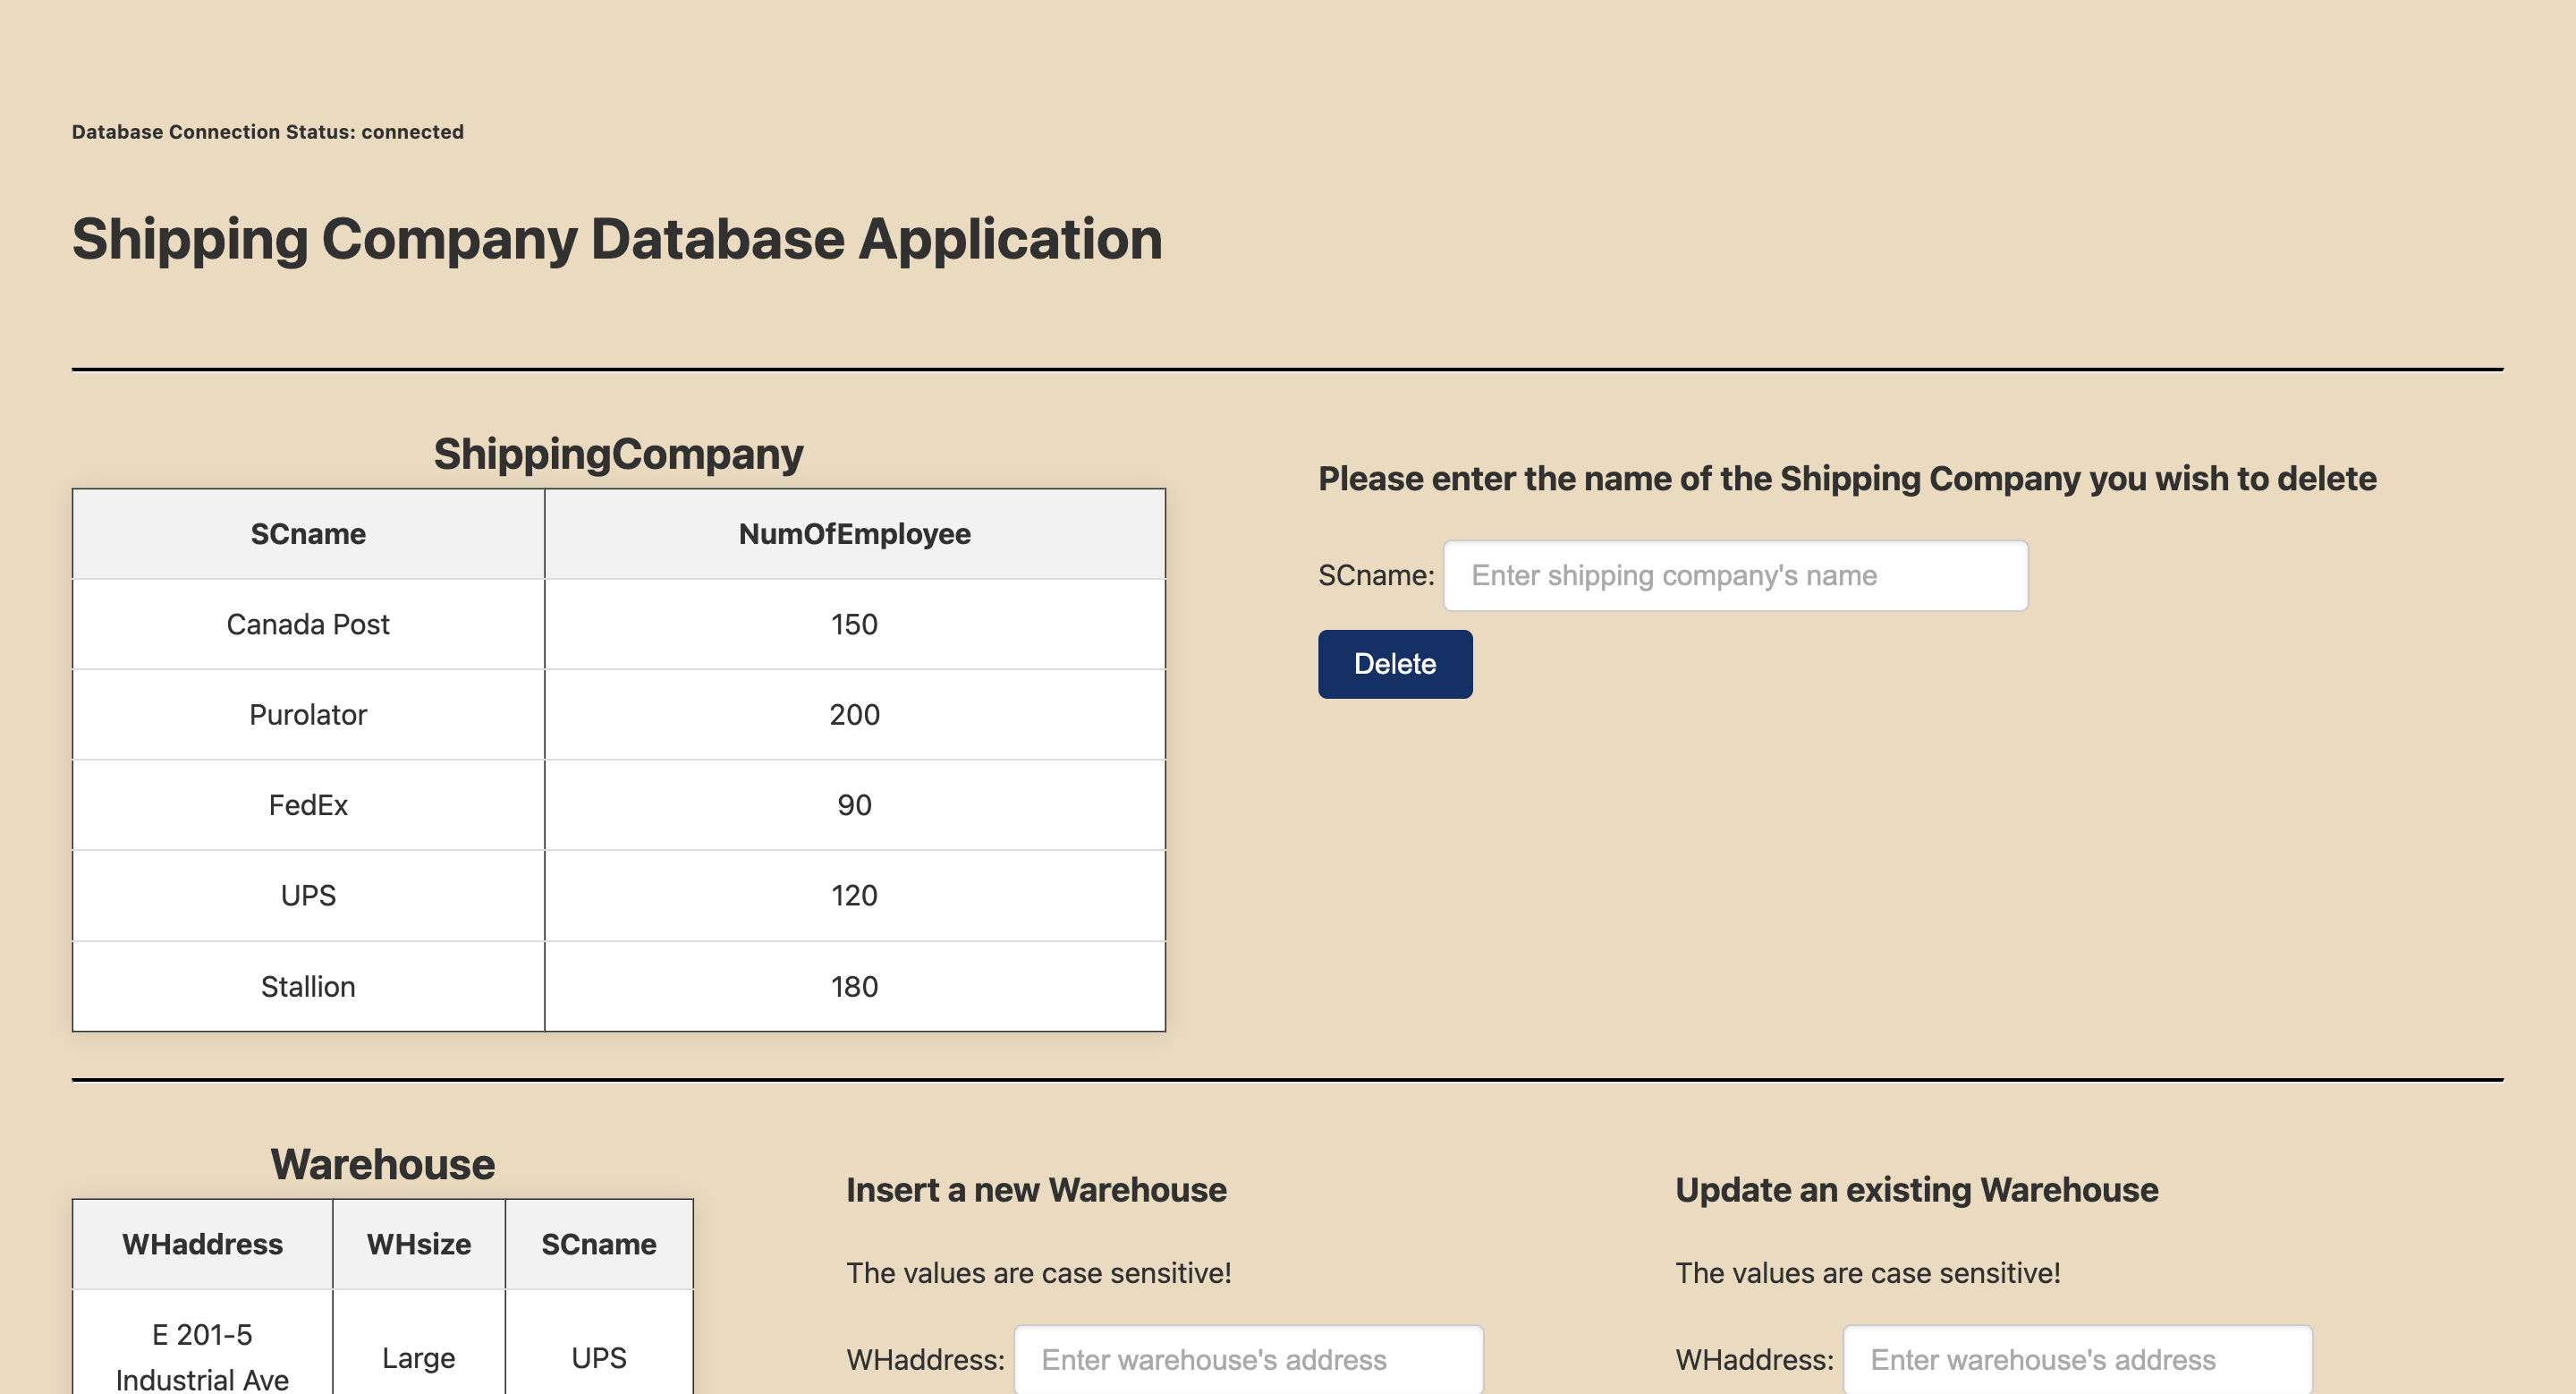 Database Connection Status: connected
Shipping Company Database Application
ShippingCompany
SCname NumOfEmployee
Canada Post 150
Purolator 200
FedEx 90
UPS 120
Stallion 180
Please enter the name of the Shipping Company you wish to delete
SCname: Enter shipping company's name
Delete
Warehouse
WHaddress WHsize SCname
E 201-5
Industrial Ave
Large
UPS
Insert a new Warehouse
The values are case sensitive!
WHaddress: Enter warehouse's address
Update an existing Warehouse
The values are case sensitive!
WHaddress: Enter warehouse's address